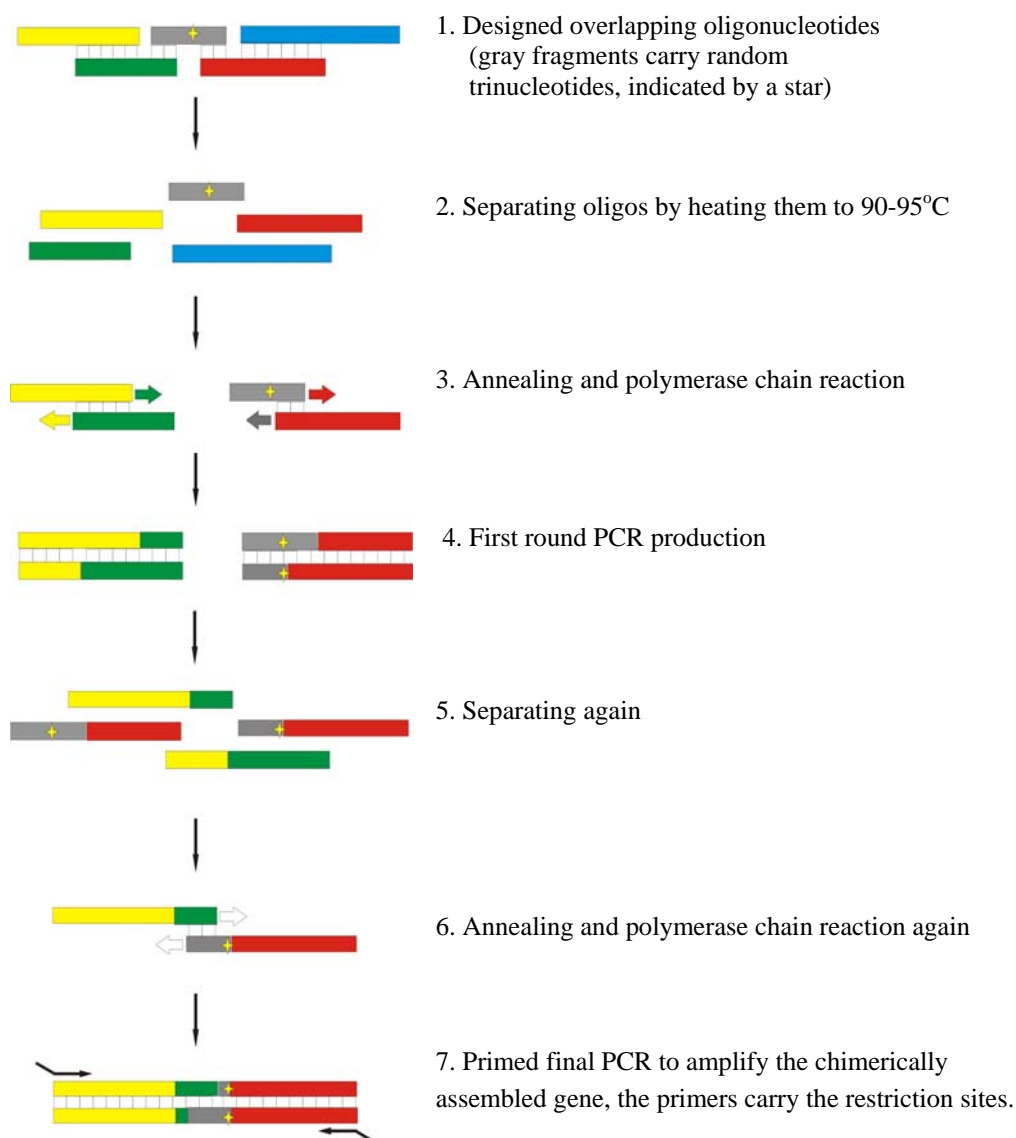 1. Designed overlapping oligonucleotides
(gray fragments carry random
trinucleotides, indicated by a star)
2. Separating oligos by heating them to 90-95°C
3. Annealing and polymerase chain reaction
4. First round PCR production
5. Separating again
6. Annealing and polymerase chain reaction again
7. Primed final PCR to amplify the chimerically
assembled gene, the primers carry the restriction sites.